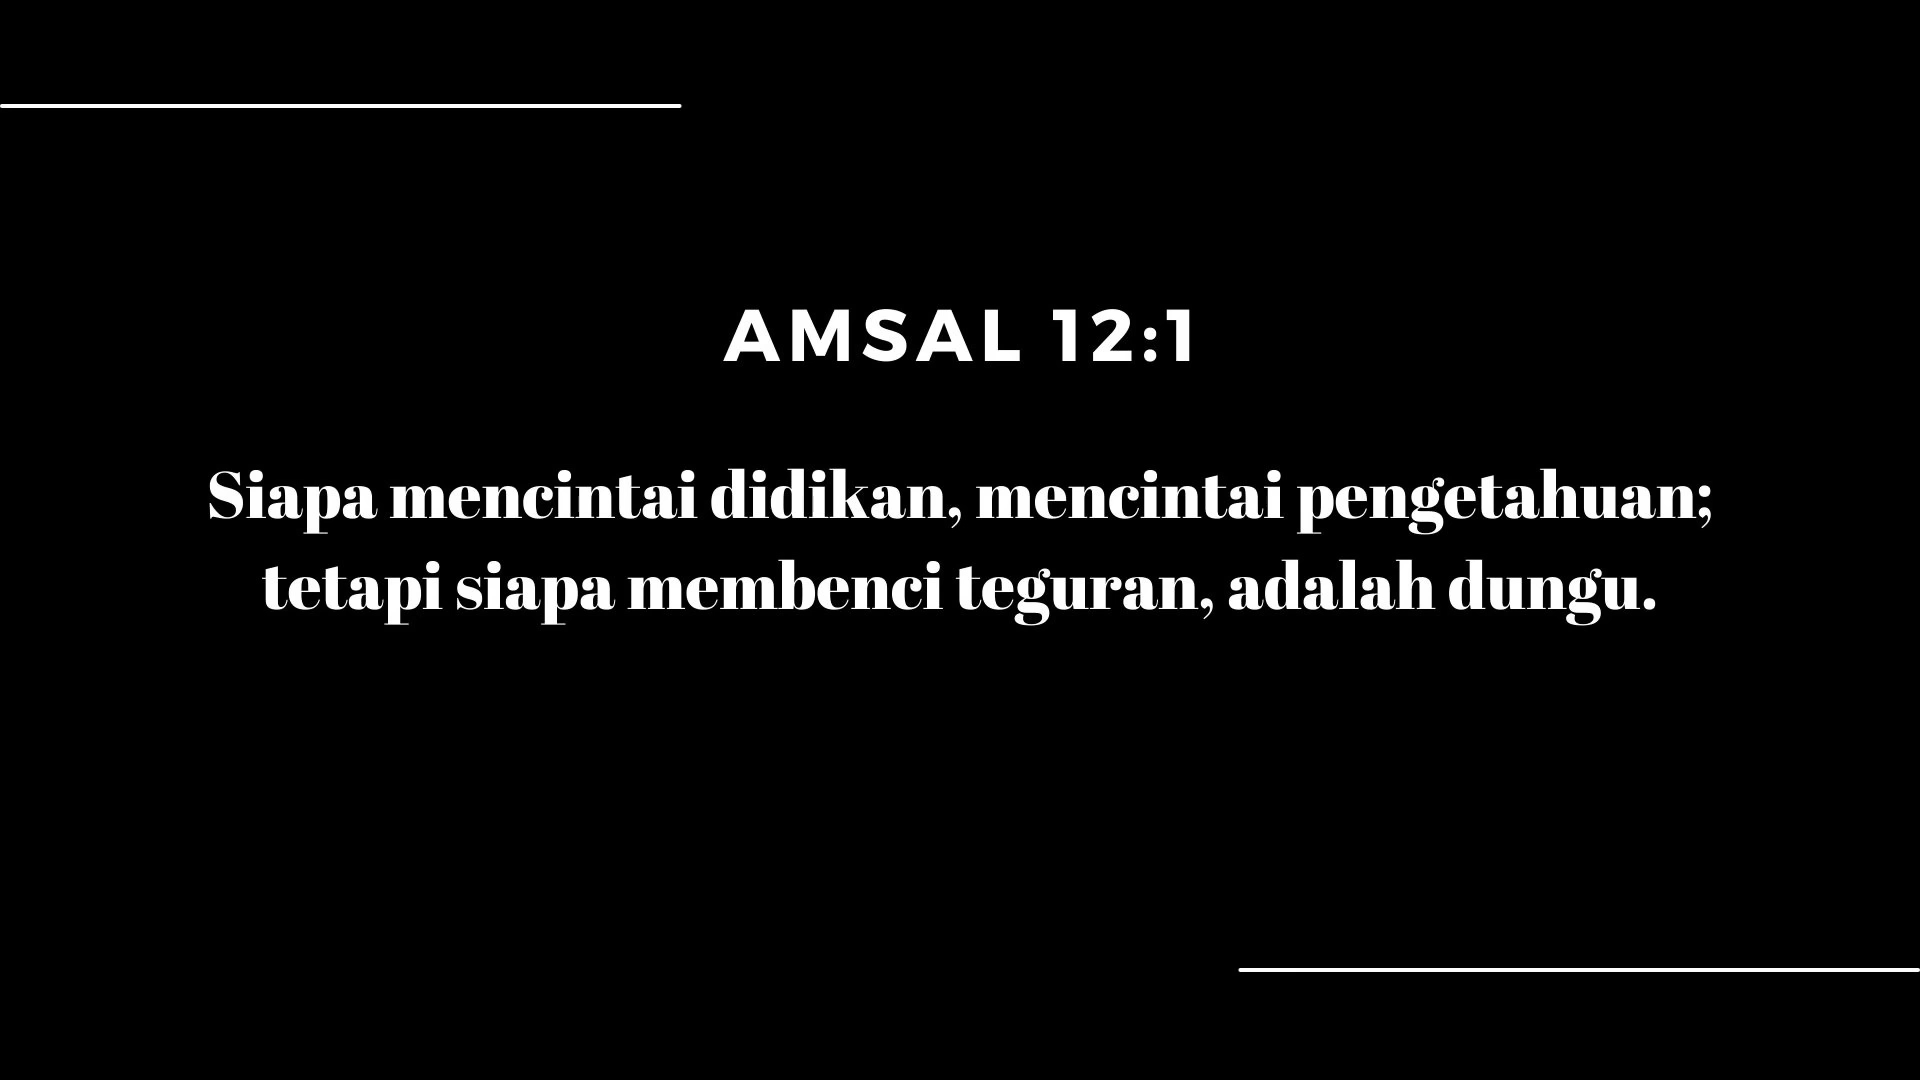 AMSAL 12:1
Siapa mencintai didikan, mencintai pengetahuan;
tetapi siapa membenci teguran, adalah dungu.